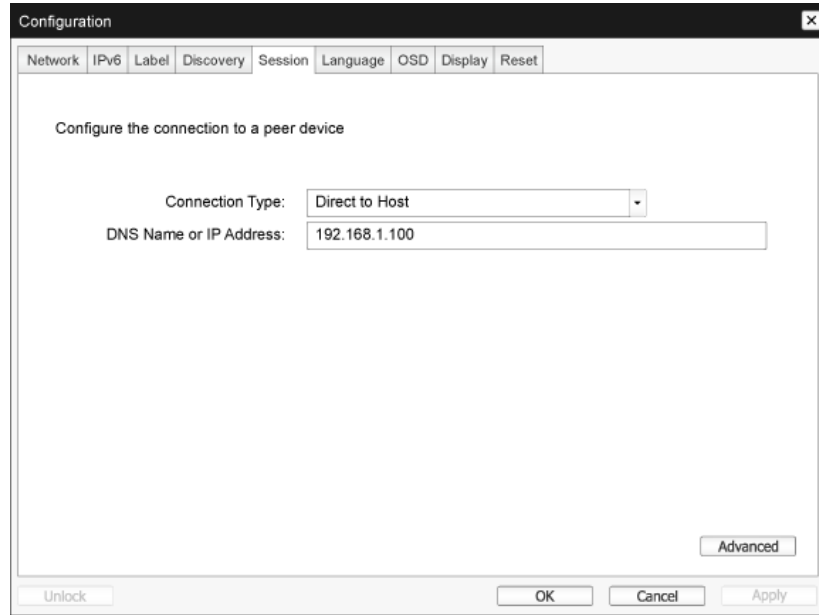 Configuration
Network IPv6 Label Discovery Session Language OSD Display Reset
Configure the connection to a peer device
Connection Type: Direct to Host
DNS Name or IP Address: 192.168.1.100
Advanced
Unlock OK Cancel Apply